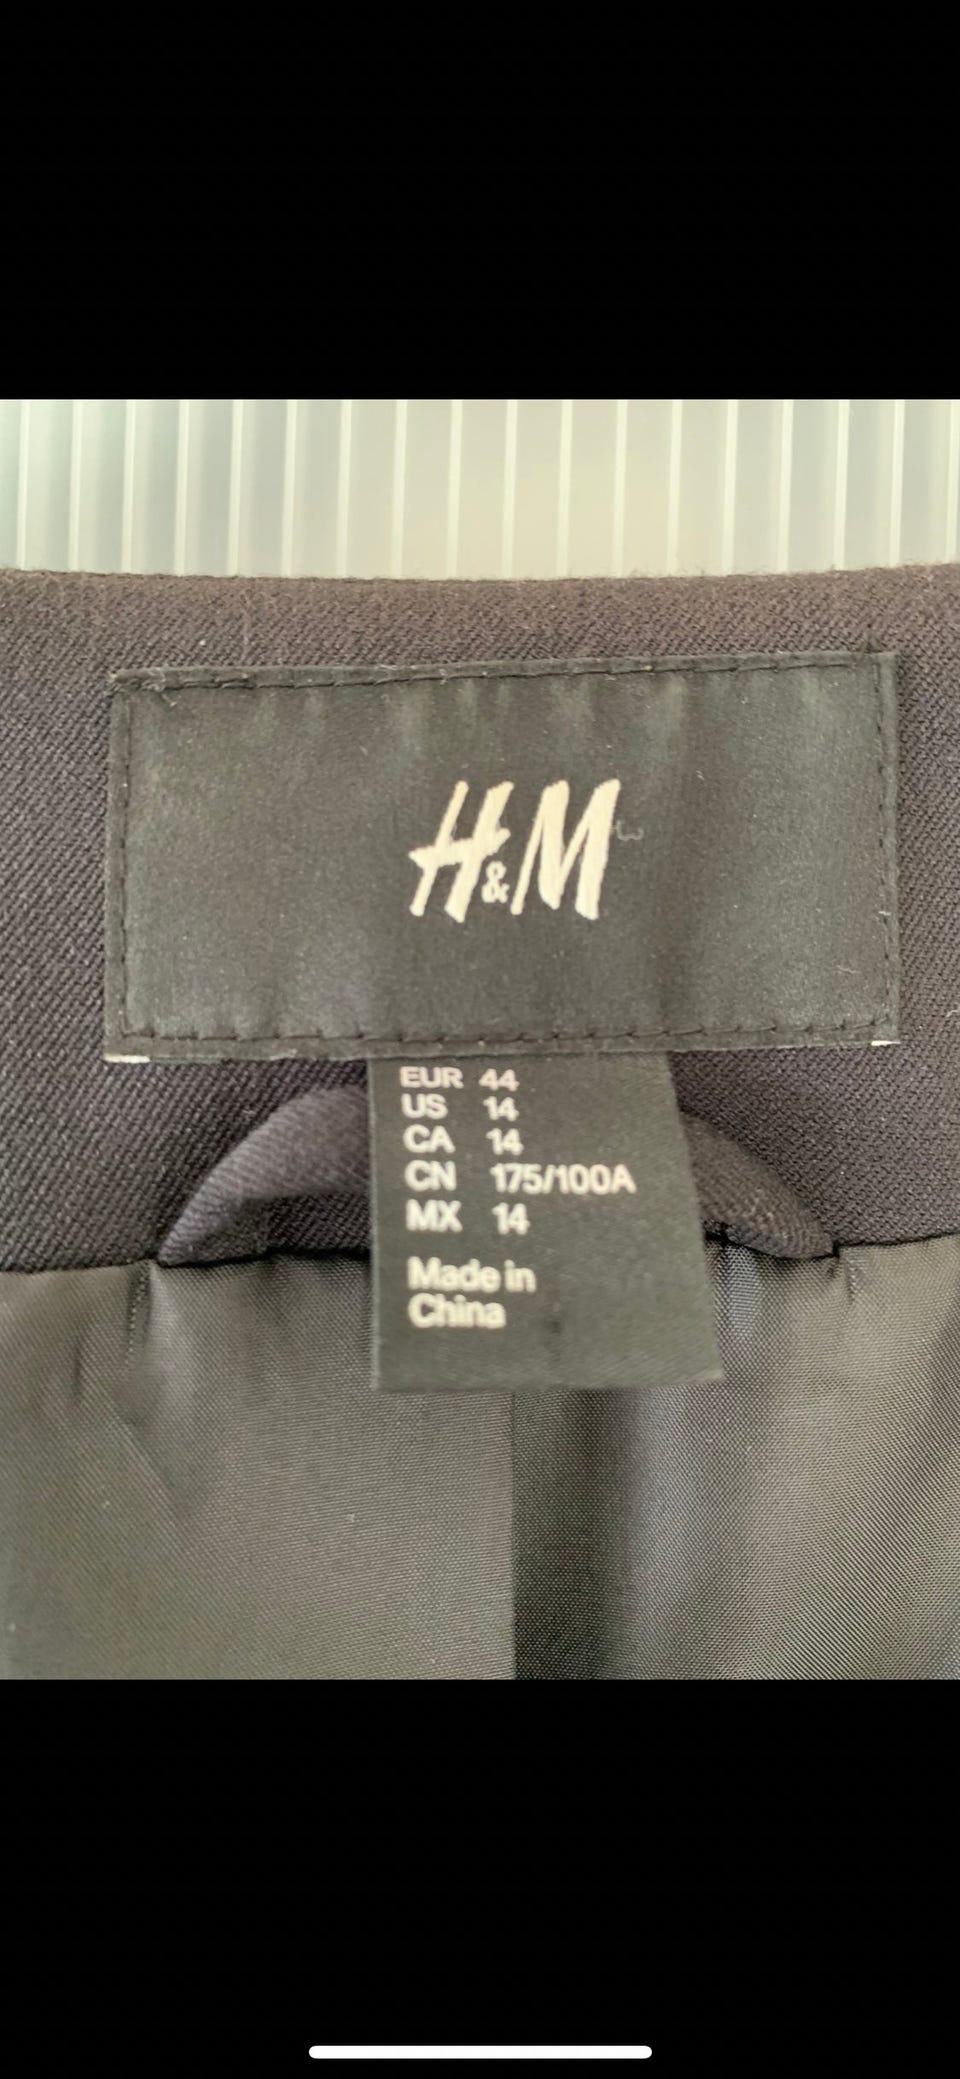 H&M
EUR 44
US 14
CA 14
CN 175/100A
MX 14
Made in
China